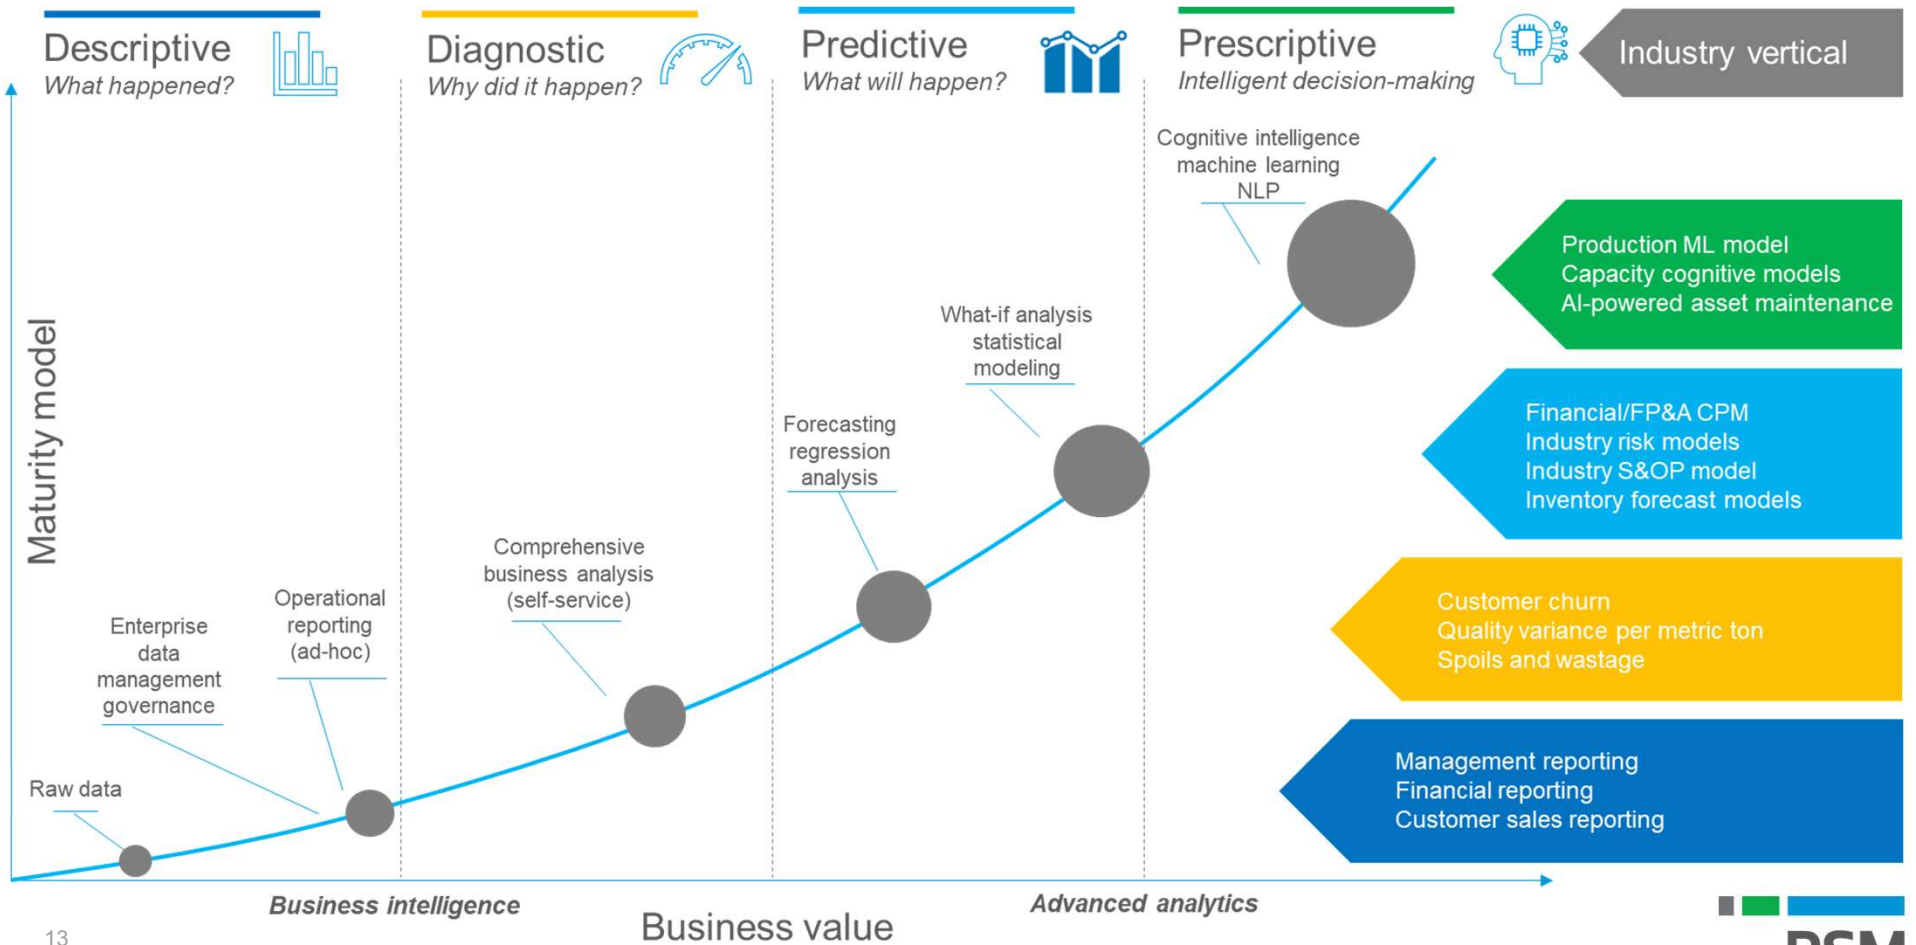 Descriptive
What happened?
Diagnostic
Why did it happen?
Predictive
What will happen?
Prescriptive
Intelligent decision-making
Industry vertical
Cognitive intelligence
machine learning
NLP
Production ML model
Capacity cognitive models
AI-powered asset maintenance
What-if analysis
statistical
modeling
Financial/FP&A CPM
Industry risk models
Industry S&OP model
Inventory forecast models
Forecasting
regression
analysis
Comprehensive
business analysis
(self-service)
Customer churn
Quality variance per metric ton
Spoils and wastage
Operational
reporting
(ad-hoc)
Enterprise
data
management
governance
Raw data
Management reporting
Financial reporting
Customer sales reporting
Maturity model
Business intelligence
Advanced analytics
Business value
13
RSM